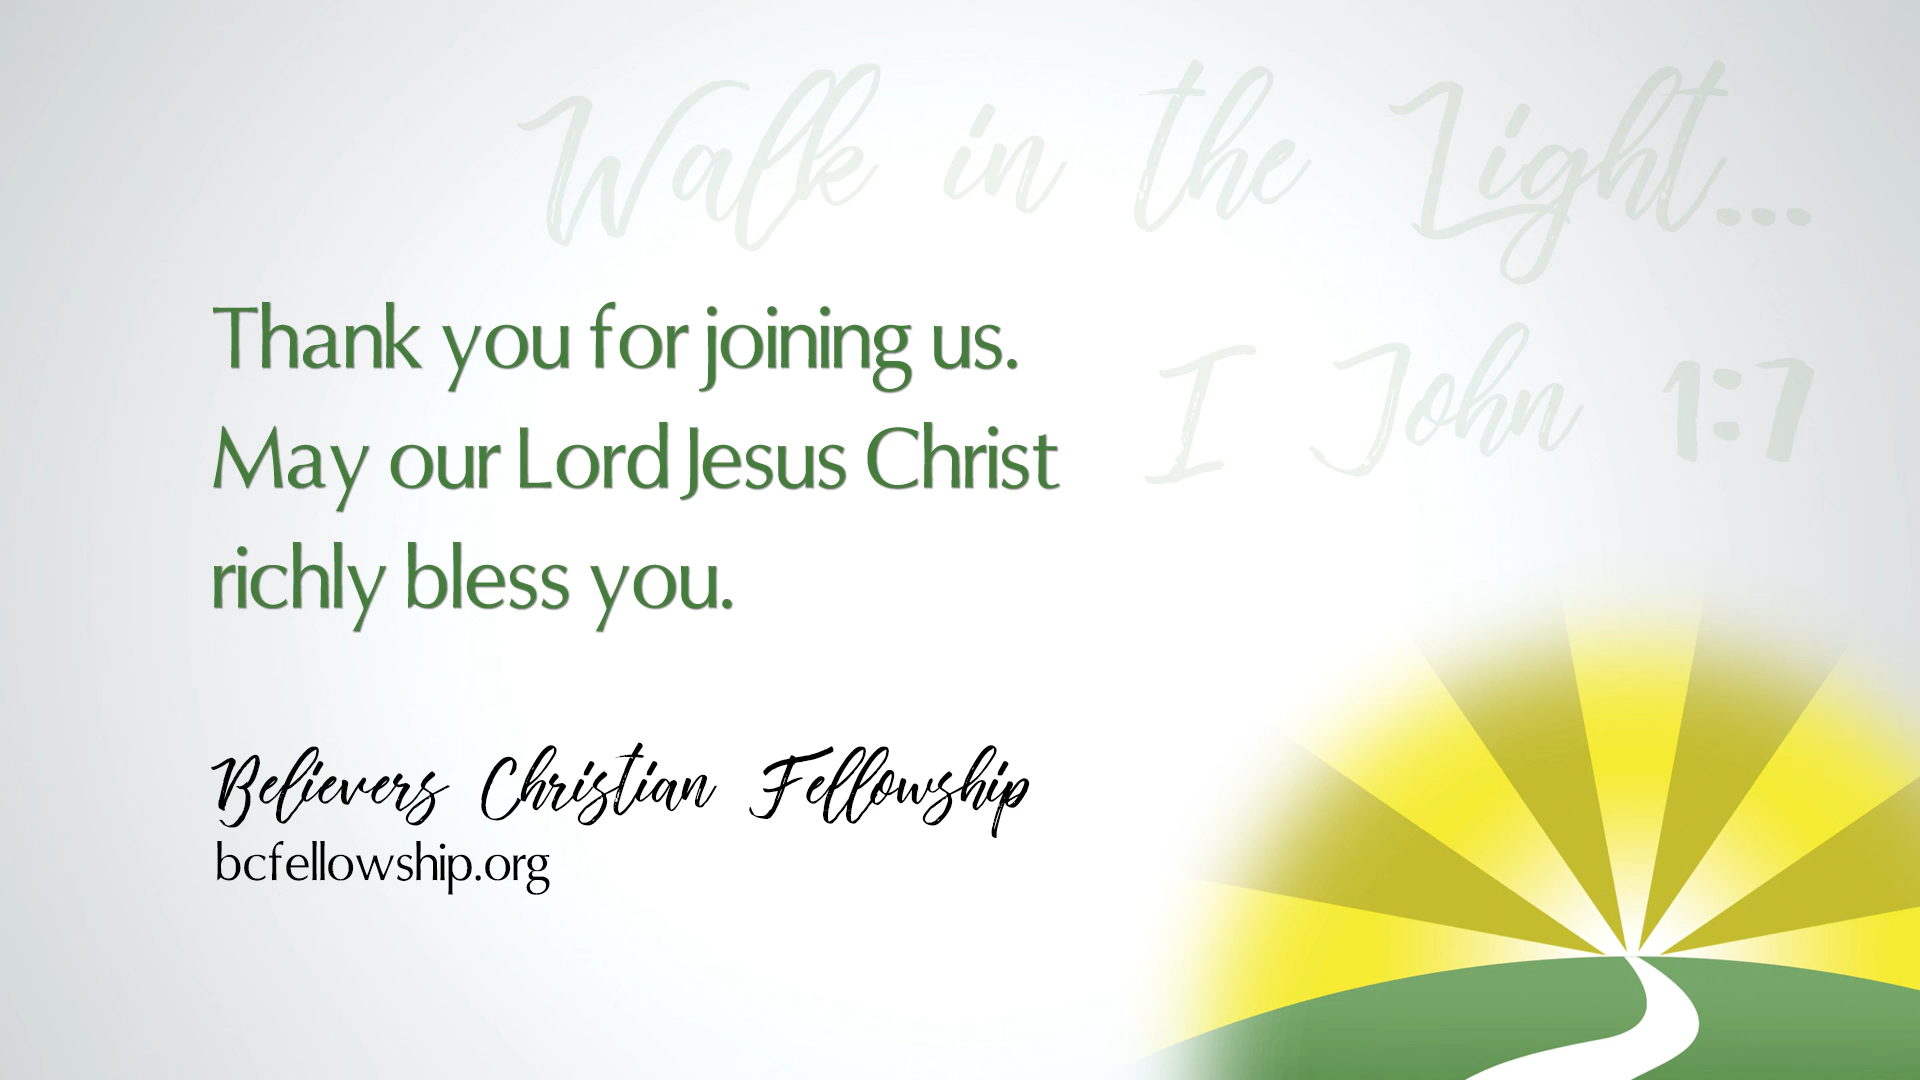 Walk in the Light...
I John 1:7
Thank you for joining us.
May our Lord Jesus Christ
richly bless you.
Believers Christian Fellowship
bcfellowship.org